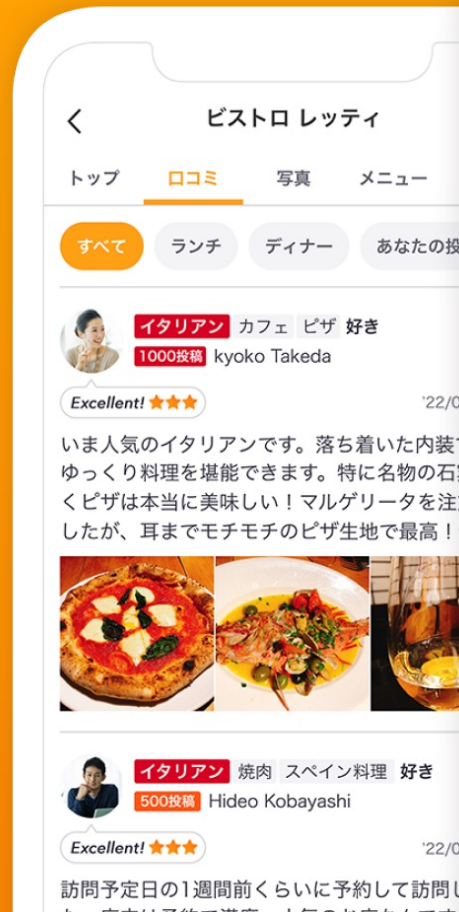 ビストロ レッティ
トップ 口コミ 写真 メニュー
すべて ランチ ディナー あなたの投
イタリアン カフェ ピザ 好き
1000投稿 kyoko Takeda
Excellent! ★★★ '22/0
いま人気のイタリアンです。落ち着いた内装
ゆっくり料理を堪能できます。特に名物の石
くピザは本当に美味しい！マルゲリータを注
したが、耳までモチモチのピザ生地で最高！
イタリアン 焼肉 スペイン料理 好き
500投稿 Hideo Kobayashi
Excellent! ★★★ '22/0
訪問予定日の1週間前くらいに予約して訪問し